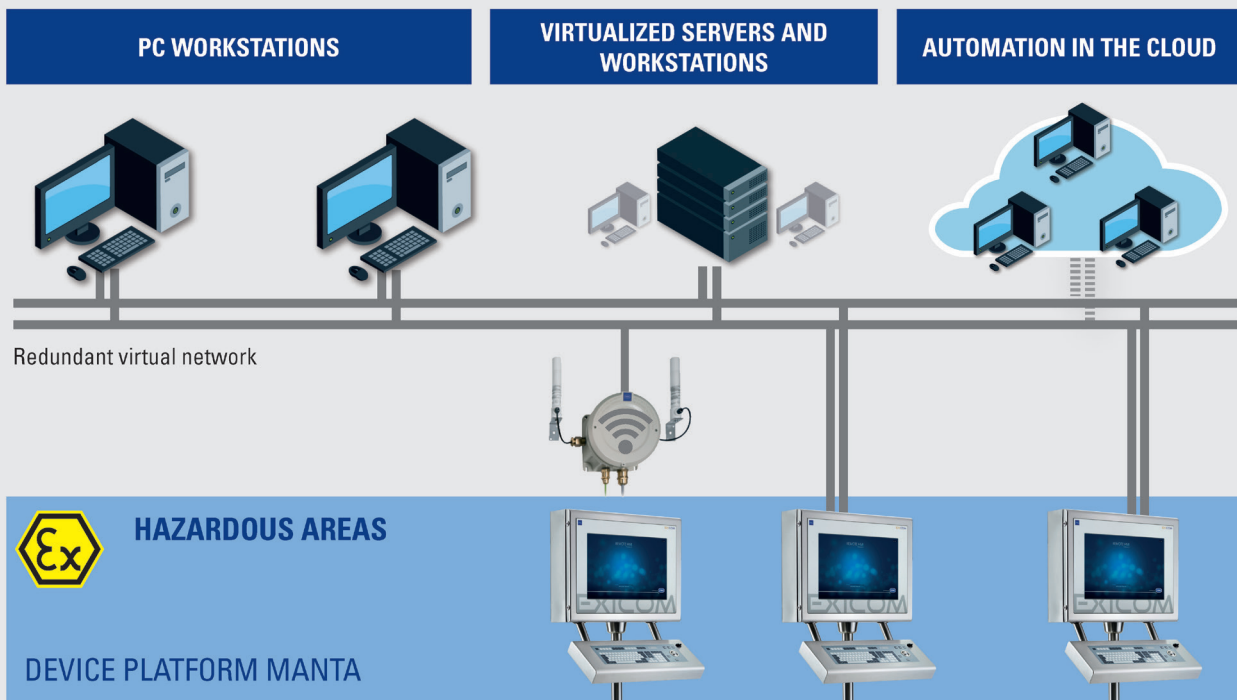 PC WORKSTATIONS
VIRTUALIZED SERVERS AND
WORKSTATIONS
AUTOMATION IN THE CLOUD
Redundant virtual network
Ex
HAZARDOUS AREAS
EXICOM
EXICOM
EXICOM
DEVICE PLATFORM MANTA